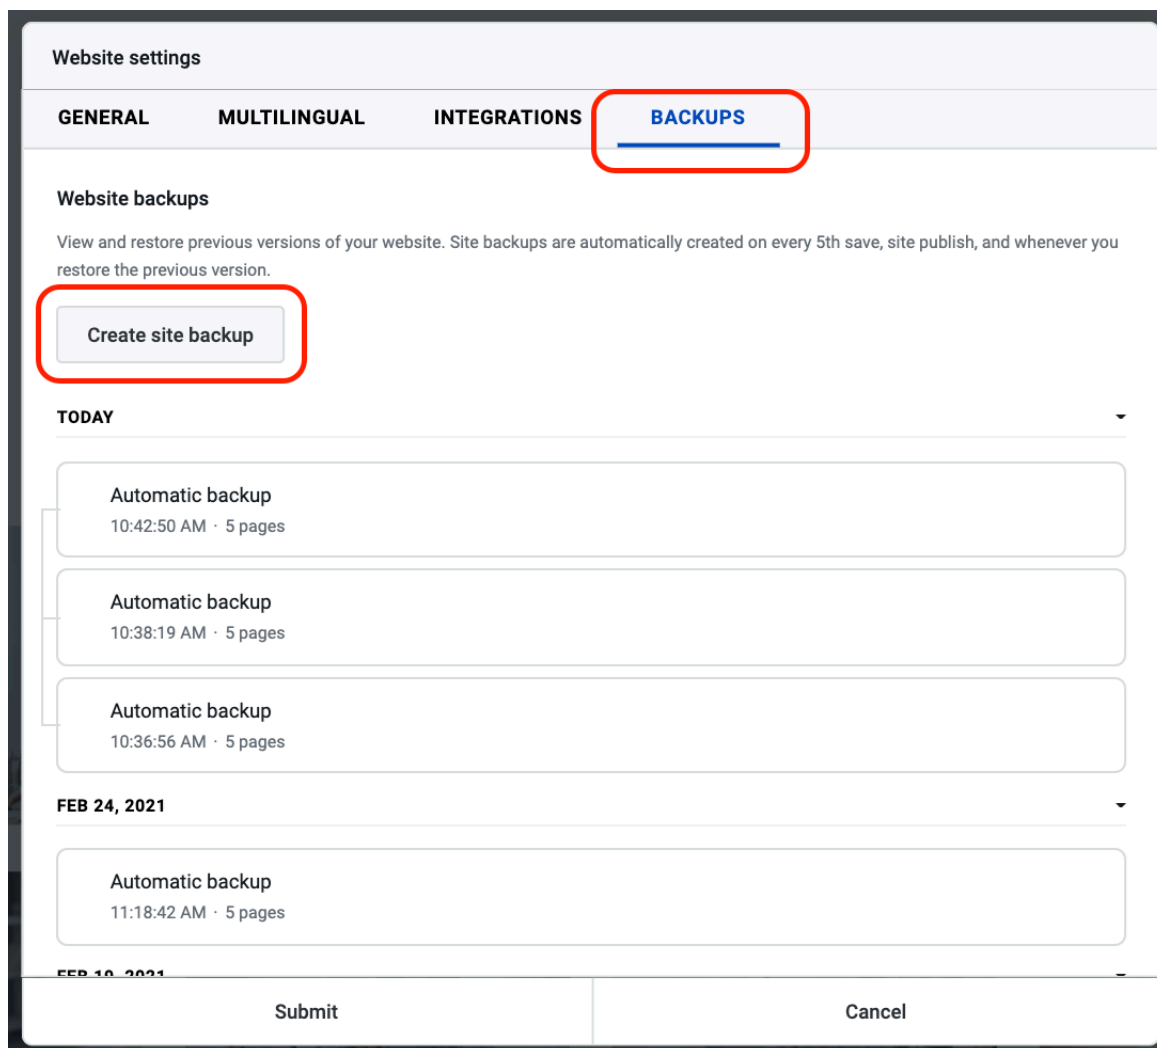 Website settings
GENERAL MULTILINGUAL INTEGRATIONS BACKUPS
Website backups
View and restore previous versions of your website. Site backups are automatically created on every 5th save, site publish, and whenever you
restore the previous version.
Create site backup
TODAY
Automatic backup
10:42:50 AM · 5 pages
Automatic backup
10:38:19 AM · 5 pages
Automatic backup
10:36:56 AM · 5 pages
FEB 24, 2021
Automatic backup
11:18:42 AM · 5 pages
FEB 19, 2021
Submit Cancel